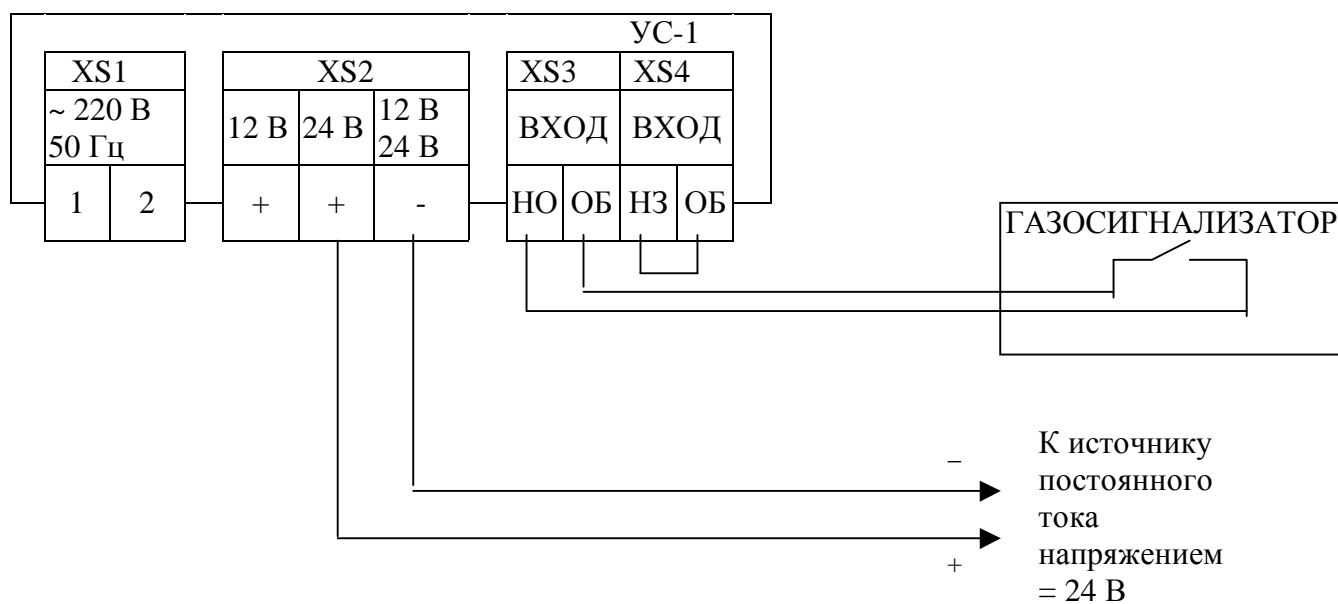 УС-1
XS1
XS2
XS3 XS4
~ 220 В
50 Гц
12 В 24 В 12 В
24 В
ВХОД ВХОД
1 2 + + - НО ОБ НЗ ОБ
ГАЗОСИГНАЛИЗАТОР
– К источнику
постоянного
тока
+ напряжением
= 24 В